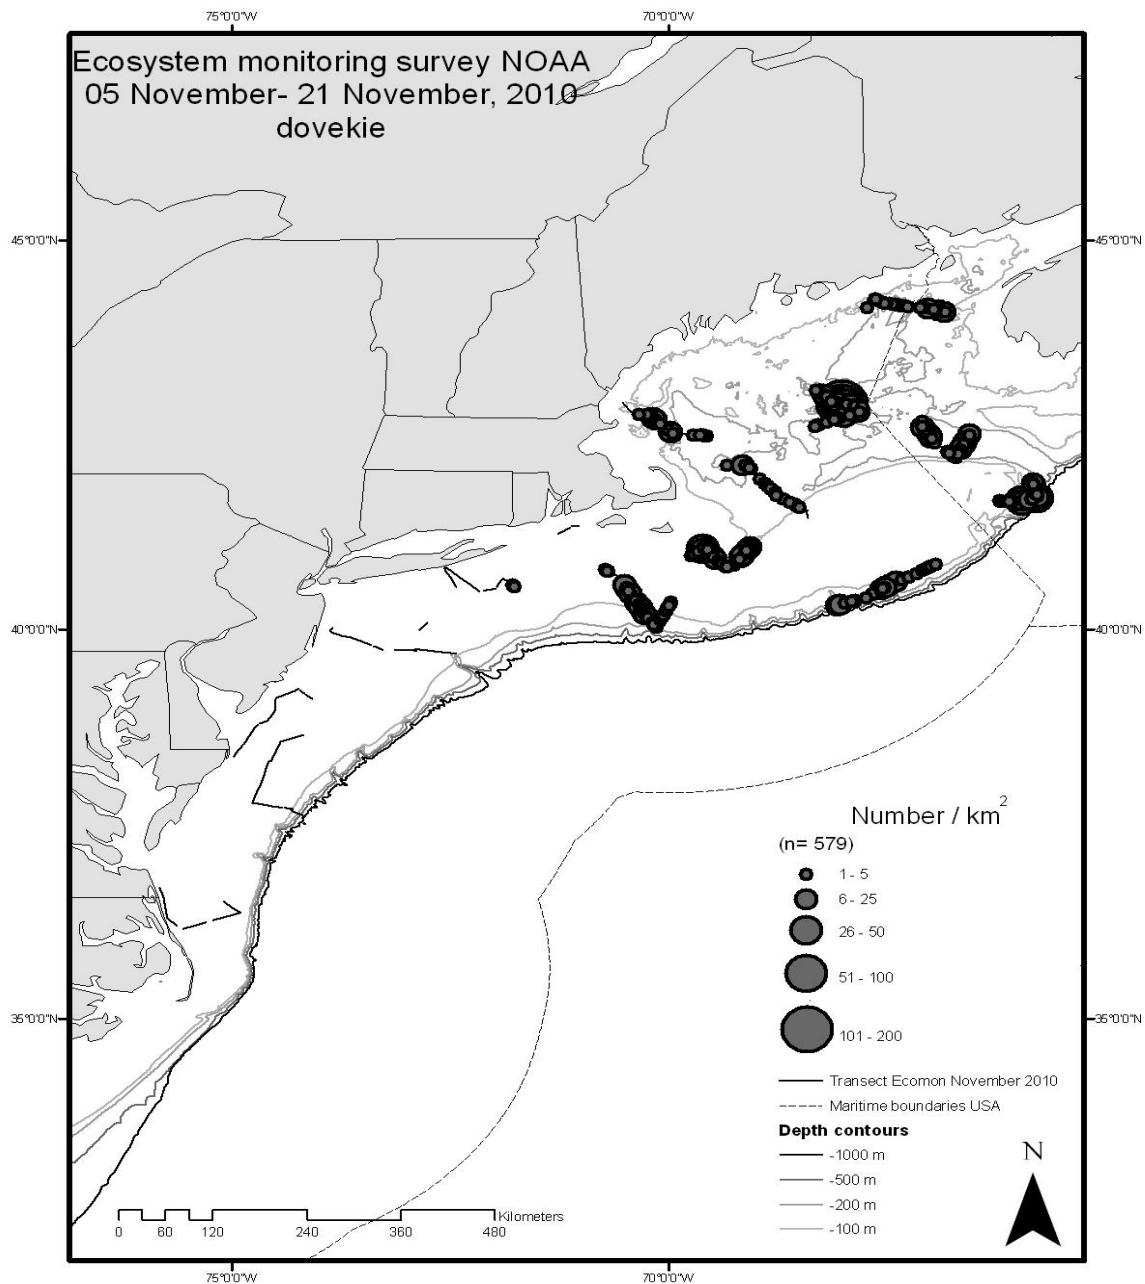 75°0'0"W 70°0'0"W
Ecosystem monitoring survey NOAA
05 November- 21 November, 2010
dovekie
45°0'0"N 45°0'0"N
40°0'0"N 40°0'0"N
35°0'0"N 35°0'0"N
Number / km²
(n= 579)
1 - 5
6 - 25
26 - 50
51 - 100
101 - 200
Transect Ecomon November 2010
Maritime boundaries USA
Depth contours
-1000 m
-500 m
-200 m
-100 m
N
Kilometers
0 60 120 240 360 480
75°0'0"W 70°0'0"W